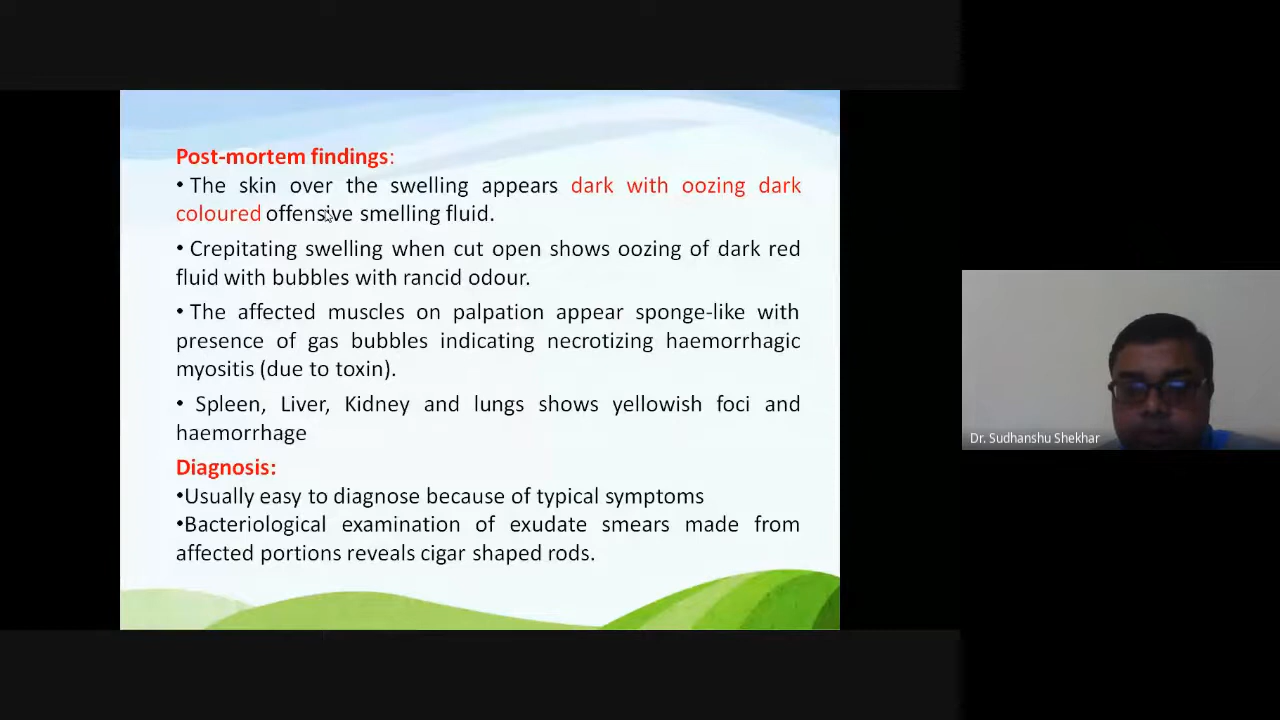 Post-mortem findings:
• The skin over the swelling appears dark with oozing dark
coloured offensive smelling fluid.
• Crepitating swelling when cut open shows oozing of dark red
fluid with bubbles with rancid odour.
• The affected muscles on palpation appear sponge-like with
presence of gas bubbles indicating necrotizing haemorrhagic
myositis (due to toxin).
• Spleen, Liver, Kidney and lungs shows yellowish foci and
haemorrhage
Diagnosis:
•Usually easy to diagnose because of typical symptoms
•Bacteriological examination of exudate smears made from
affected portions reveals cigar shaped rods.
Dr. Sudhanshu Shekhar